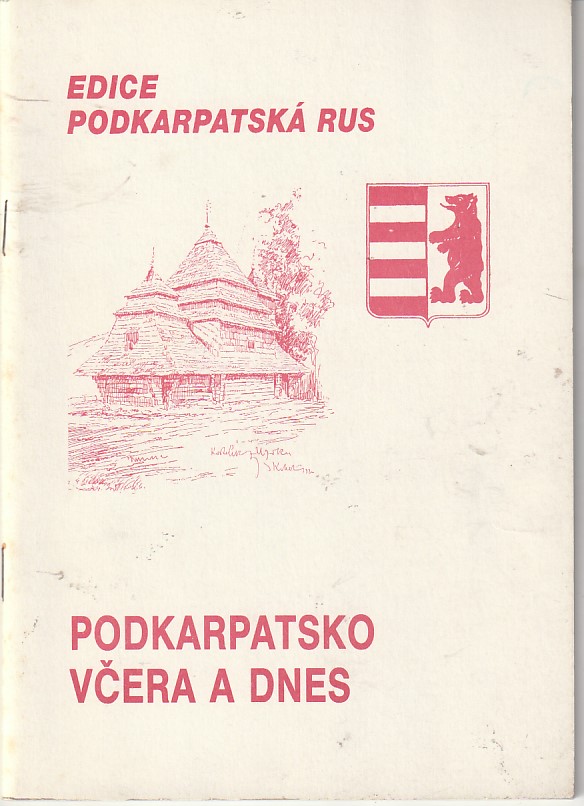 EDICE
PODKARPATSKÁ RUS
PODKARPATSKO
VČERA A DNES